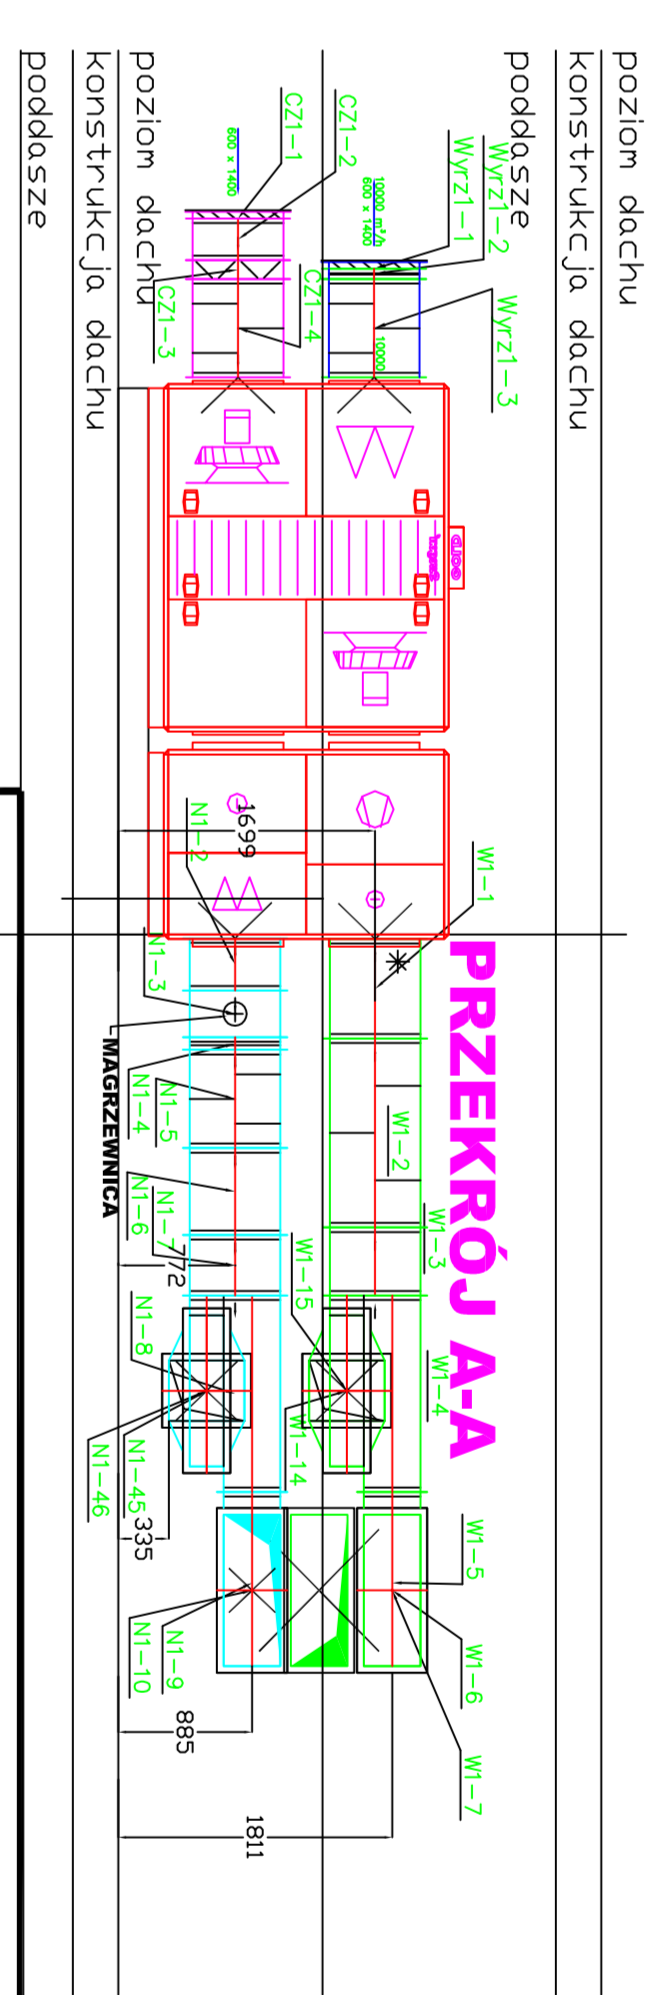 poziom dachu
konstrukcja dachu
poddasze
Wyrz1-2
Wyrz1-1
10000 m³/h
600 x 1400
CZ1-2
CZ1-1
600 x 1400
poziom dachu
konstrukcja dachu
poddasze
Wyrz1-3
10000
CZ1-4
CZ1-3
duob
1699
N1-2
W1-1
PRZEKRÓJ A-A
N1-3
MAGRZEWNICA
N1-4
N1-5
W1-2
N1-6
N1-7
772
W1-3
W1-15
N1-8
W1-4
W1-14
N1-45
N1-46
335
W1-5
W1-6
W1-7
N1-9
N1-10
885
1811